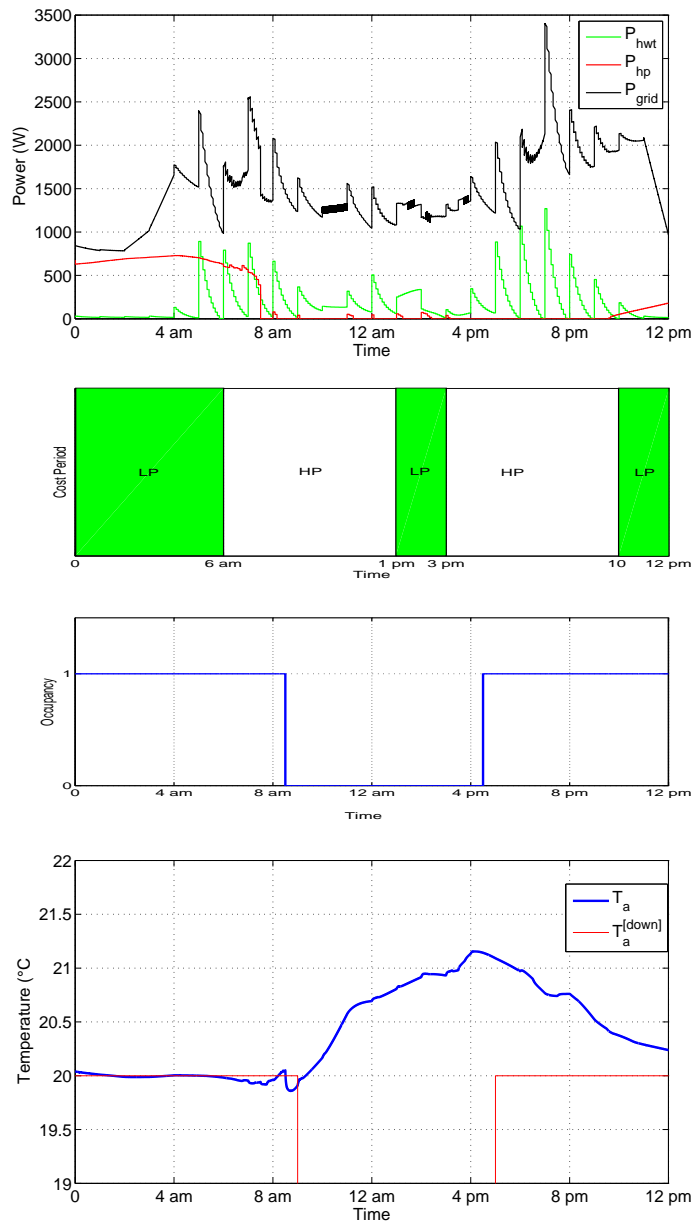 3500
3000
2500
2000
1500
1000
500
0
Power (W)
P_hwt
P_hp
P_grid
4 am 8 am 12 am 4 pm 8 pm 12 pm
Time
Cost Period
LP HP LP HP LP
0 6 am 1 pm 3 pm 10 12 pm
Time
Occupancy
1
0
0 4 am 8 am 12 am 4 pm 8 pm 12 pm
Time
22
21.5
21
20.5
20
19.5
19
Temperature (°C)
T_a
T_a^[down]
0 4 am 8 am 12 am 4 pm 8 pm 12 pm
Time